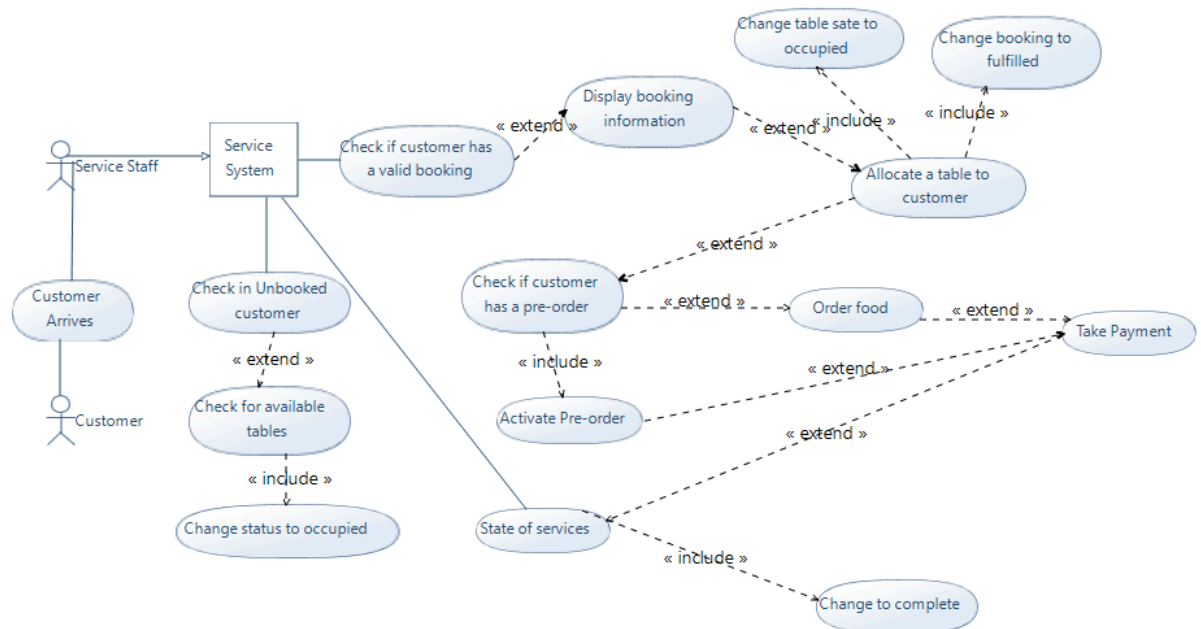 Change table sate to
occupied
Change booking to
fulfilled
Display booking
information
« extend »
« extend »
« include »
« include »
Service
System
Check if customer has
a valid booking
Service Staff
Allocate a table to
customer
« extend »
Customer
Arrives
Check in Unbooked
customer
Check if customer
has a pre-order
« extend »
Order food
« extend »
Take Payment
« extend »
« include »
« extend »
Check for available
tables
Activate Pre-order
Customer
« extend »
« include »
Change status to occupied
State of services
« include »
Change to complete